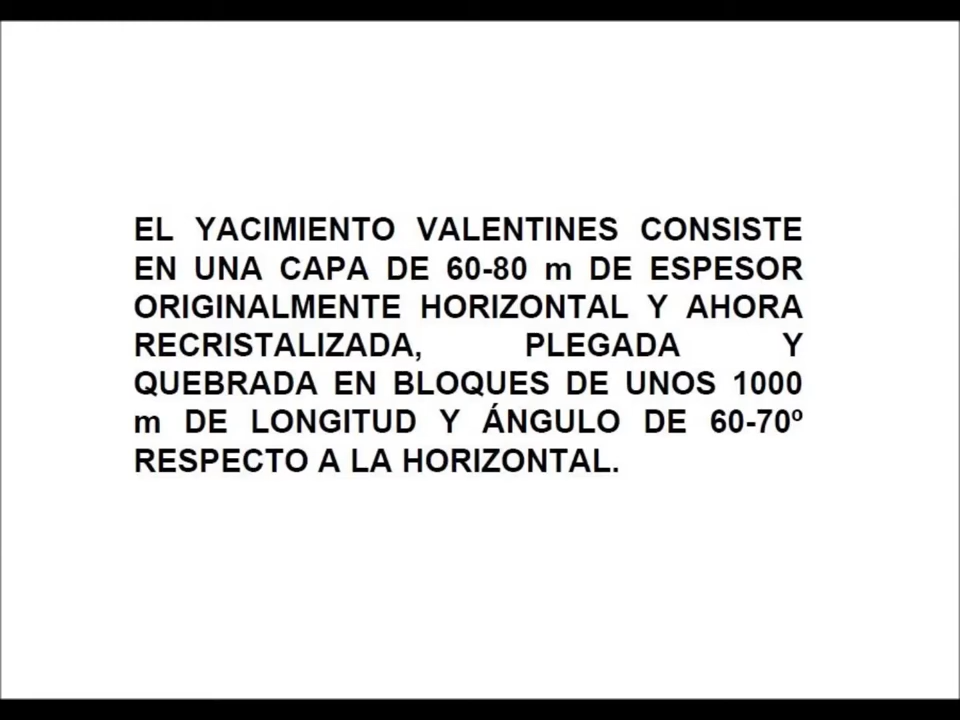 EL YACIMIENTO VALENTINES CONSISTE
EN UNA CAPA DE 60-80 m DE ESPESOR
ORIGINALMENTE HORIZONTAL Y AHORA
RECRISTALIZADA, PLEGADA Y
QUEBRADA EN BLOQUES DE UNOS 1000
m DE LONGITUD Y ÁNGULO DE 60-70º
RESPECTO A LA HORIZONTAL.